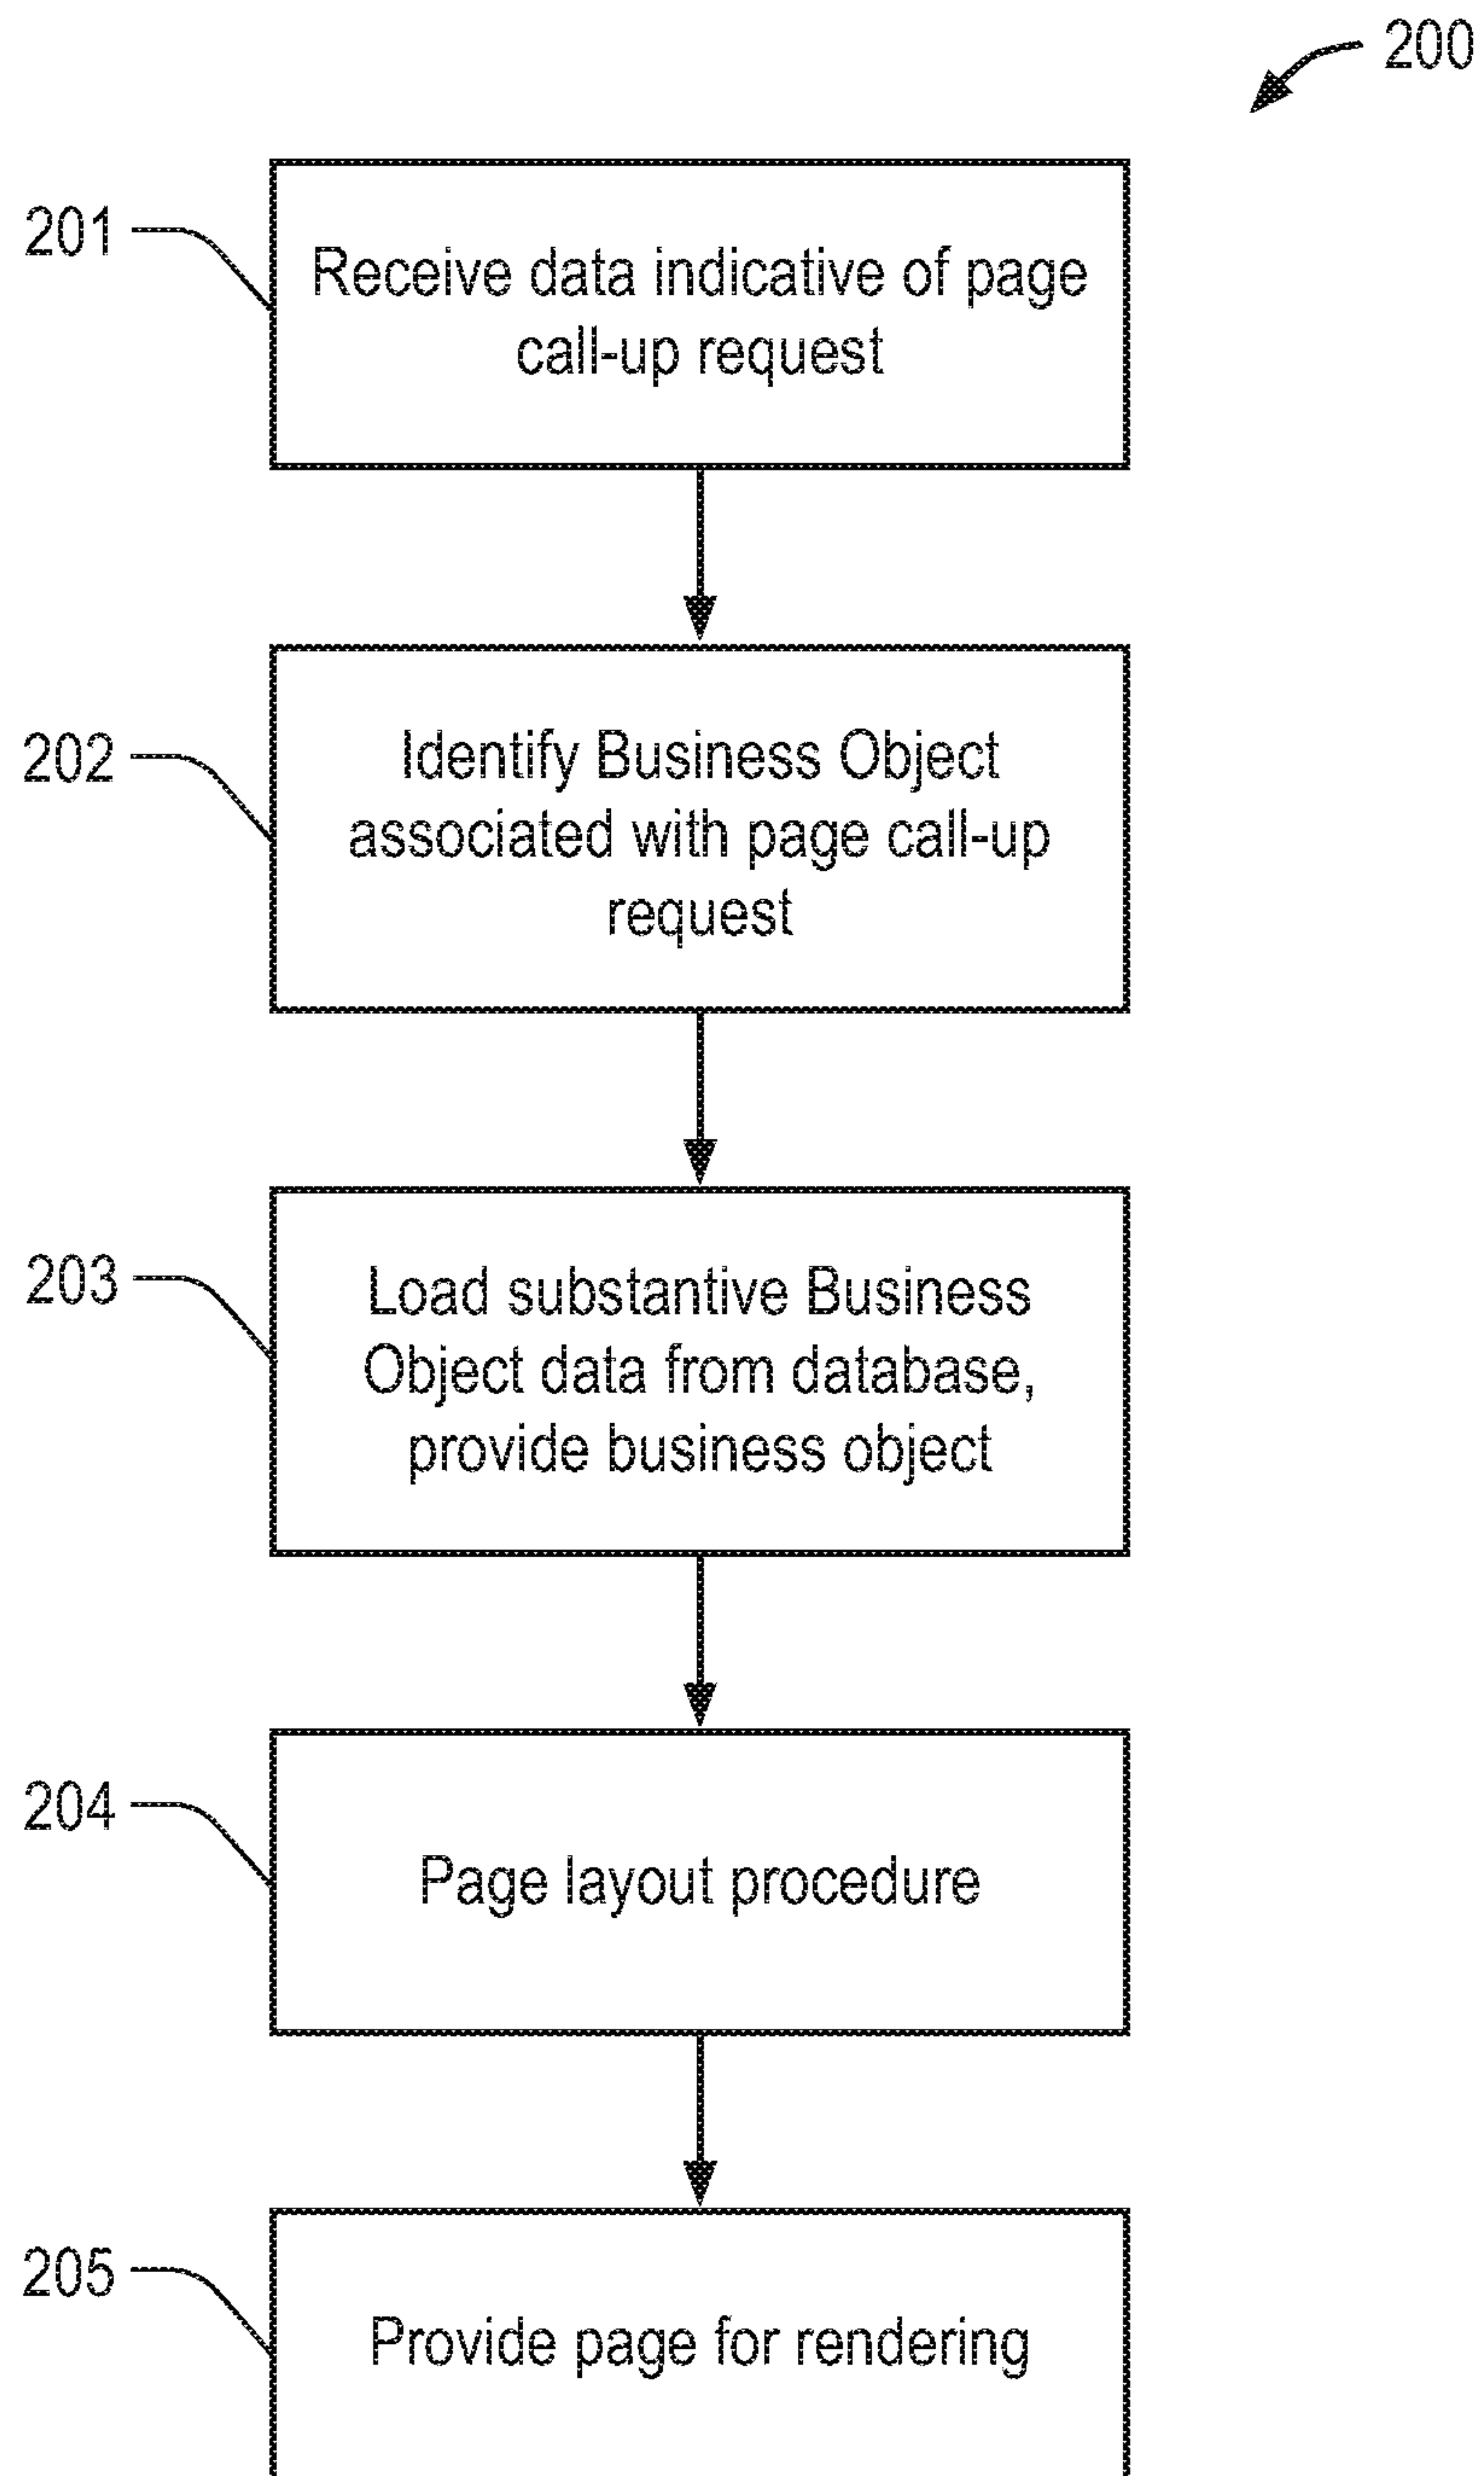 200
201
Receive data indicative of page
call-up request
202
Identify Business Object
associated with page call-up
request
203
Load substantive Business
Object data from database,
provide business object
204
Page layout procedure
205
Provide page for rendering